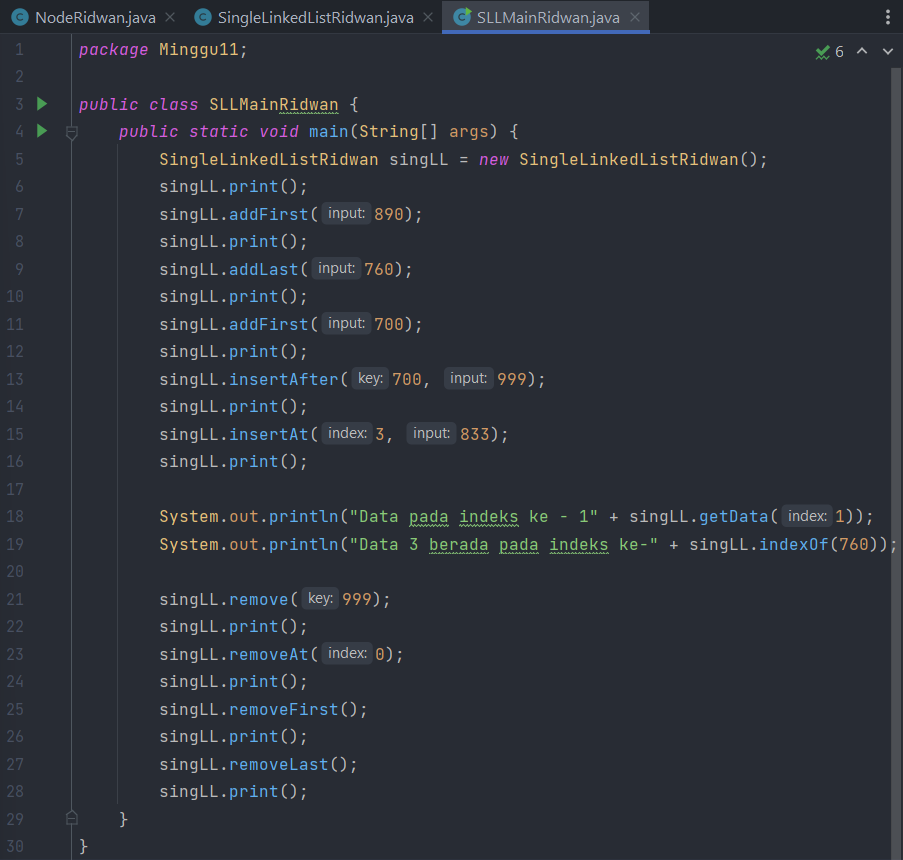 NodeRidwan.java SingleLinkedListRidwan.java SLLMainRidwan.java
1 package Minggu11; 6
2
3 public class SLLMainRidwan {
4 public static void main(String[] args) {
5 SingleLinkedListRidwan singLL = new SingleLinkedListRidwan();
6 singLL.print();
7 singLL.addFirst( input: 890);
8 singLL.print();
9 singLL.addLast( input: 760);
10 singLL.print();
11 singLL.addFirst( input: 700);
12 singLL.print();
13 singLL.insertAfter( key: 700, input: 999);
14 singLL.print();
15 singLL.insertAt( index: 3, input: 833);
16 singLL.print();
17
18 System.out.println("Data pada indeks ke - 1" + singLL.getData( index: 1));
19 System.out.println("Data 3 berada pada indeks ke-" + singLL.indexOf(760));
20
21 singLL.remove( key: 999);
22 singLL.print();
23 singLL.removeAt( index: 0);
24 singLL.print();
25 singLL.removeFirst();
26 singLL.print();
27 singLL.removeLast();
28 singLL.print();
29 }
30 }